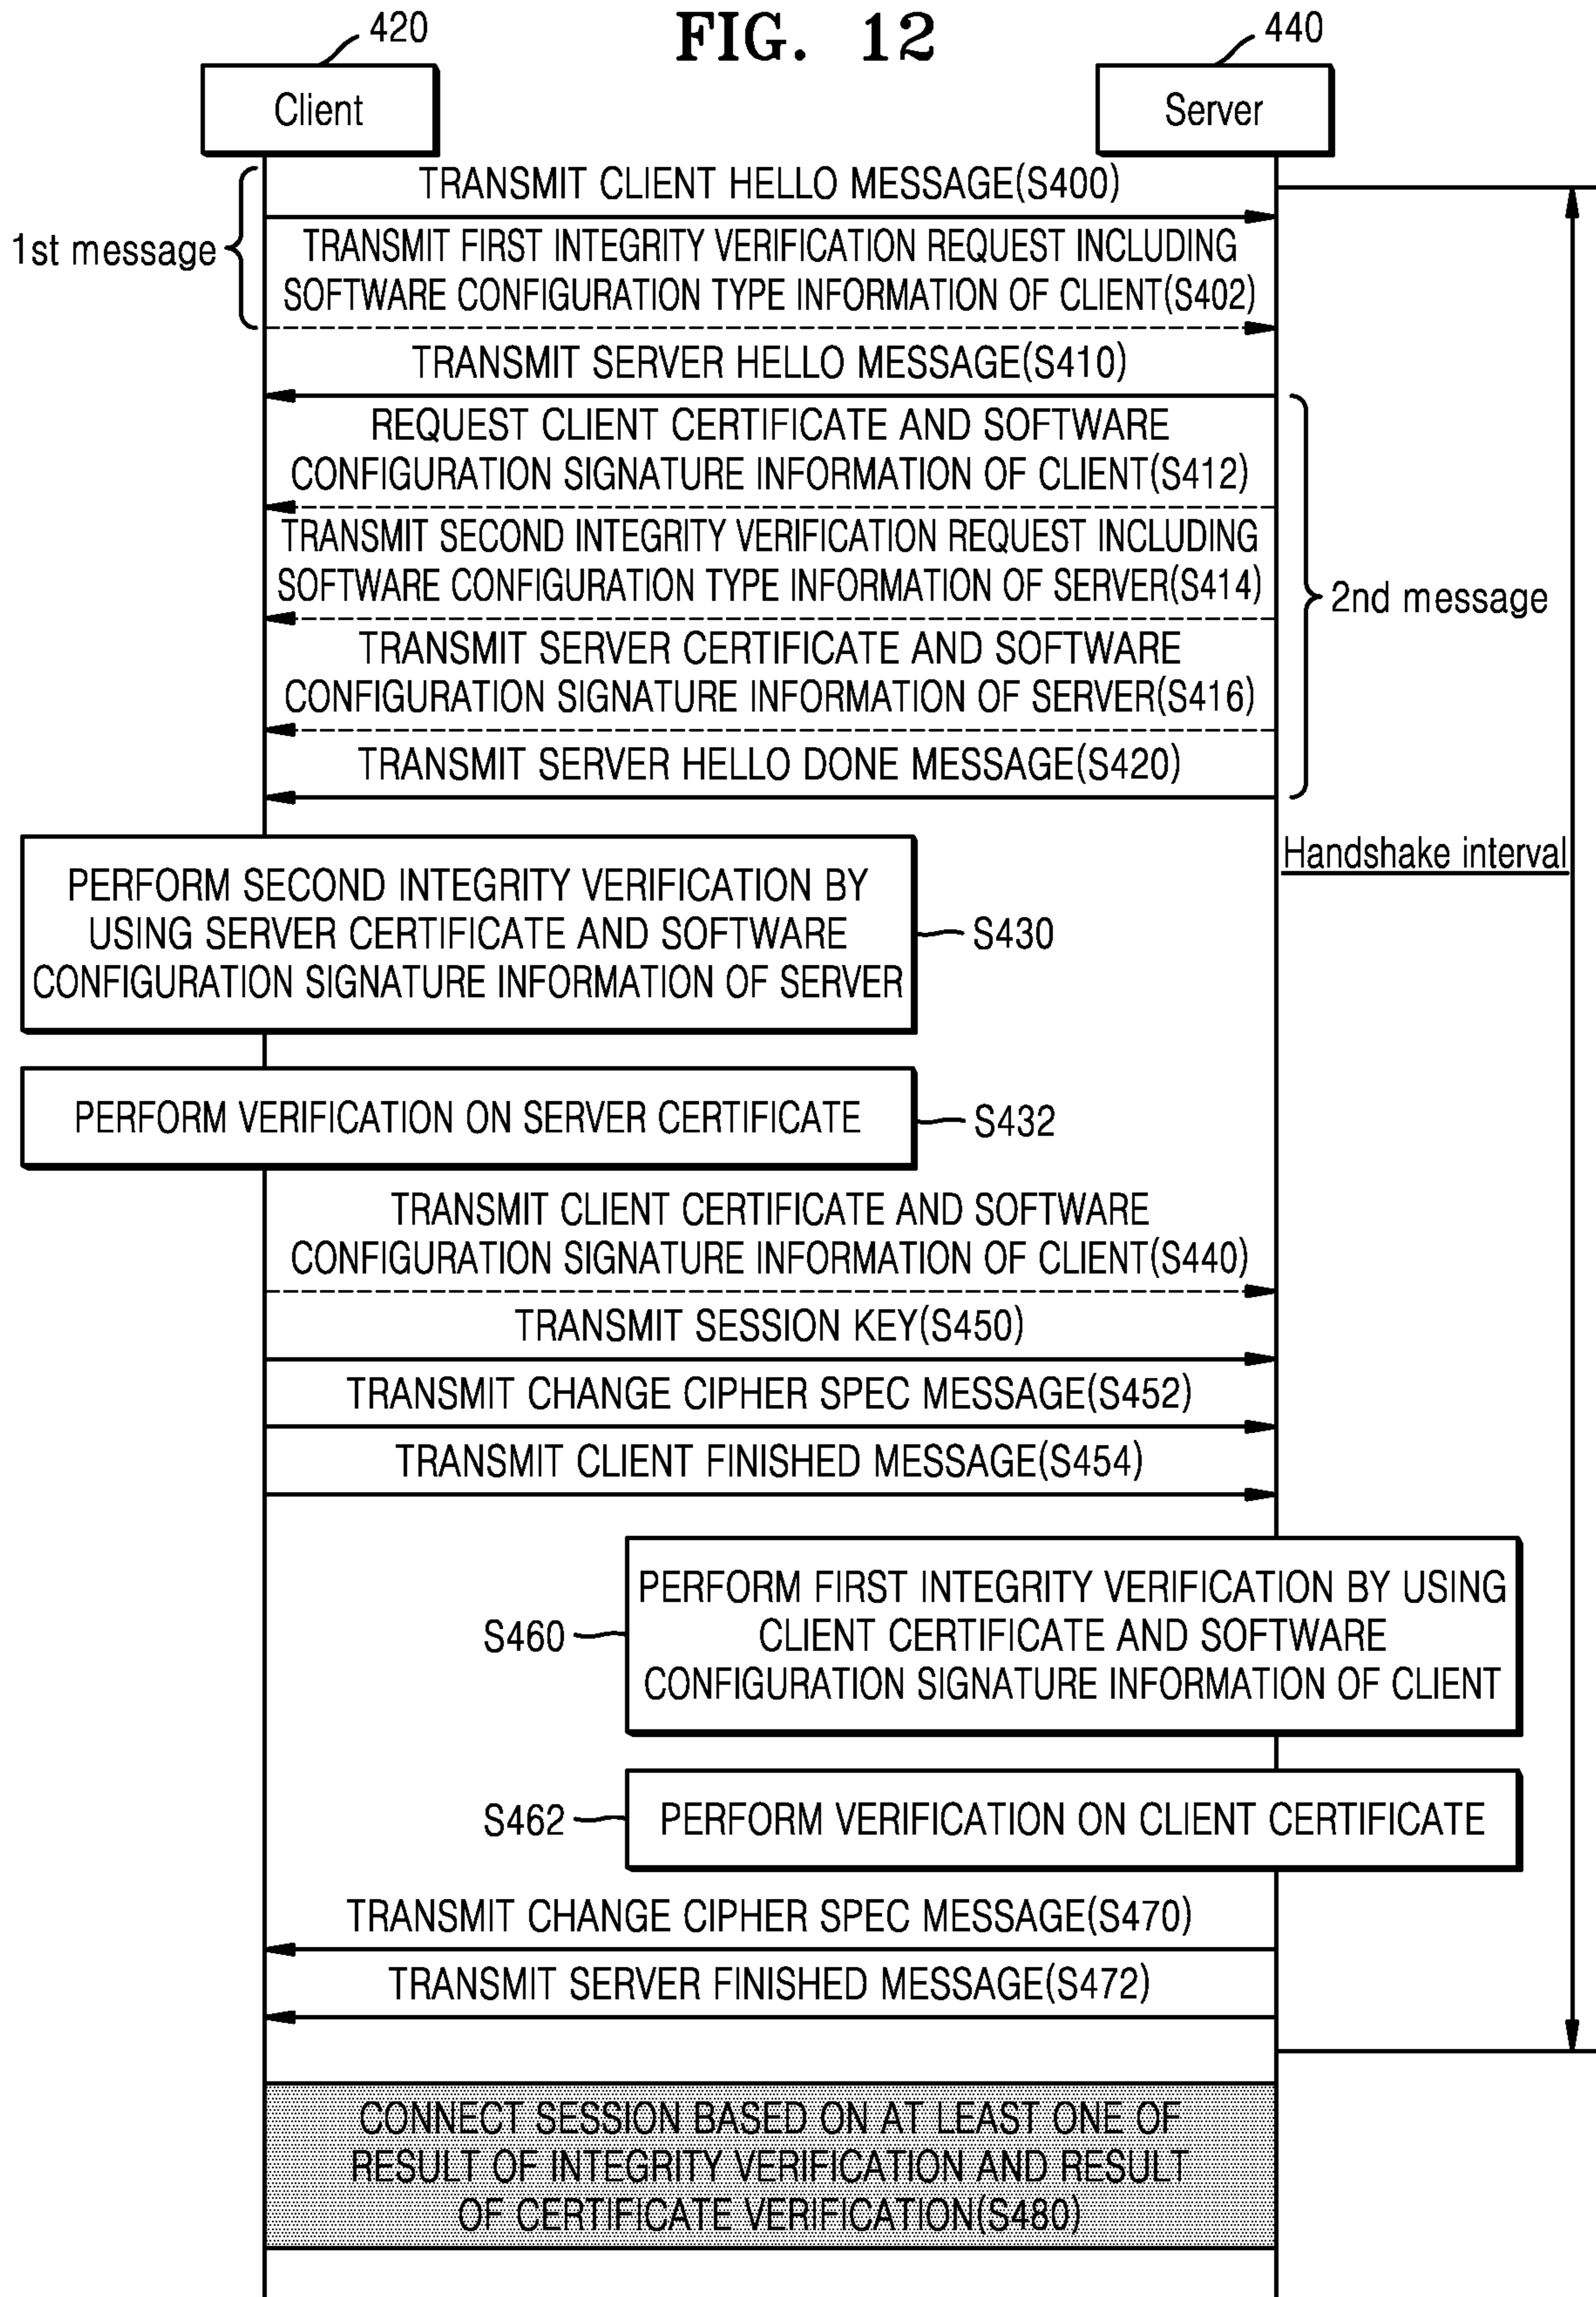 FIG. 12
420
440
Client
Server
TRANSMIT CLIENT HELLO MESSAGE(S400)
1st message
TRANSMIT FIRST INTEGRITY VERIFICATION REQUEST INCLUDING
SOFTWARE CONFIGURATION TYPE INFORMATION OF CLIENT(S402)
TRANSMIT SERVER HELLO MESSAGE(S410)
REQUEST CLIENT CERTIFICATE AND SOFTWARE
CONFIGURATION SIGNATURE INFORMATION OF CLIENT(S412)
TRANSMIT SECOND INTEGRITY VERIFICATION REQUEST INCLUDING
SOFTWARE CONFIGURATION TYPE INFORMATION OF SERVER(S414)
2nd message
TRANSMIT SERVER CERTIFICATE AND SOFTWARE
CONFIGURATION SIGNATURE INFORMATION OF SERVER(S416)
TRANSMIT SERVER HELLO DONE MESSAGE(S420)
Handshake interval
PERFORM SECOND INTEGRITY VERIFICATION BY
USING SERVER CERTIFICATE AND SOFTWARE
CONFIGURATION SIGNATURE INFORMATION OF SERVER
S430
PERFORM VERIFICATION ON SERVER CERTIFICATE
S432
TRANSMIT CLIENT CERTIFICATE AND SOFTWARE
CONFIGURATION SIGNATURE INFORMATION OF CLIENT(S440)
TRANSMIT SESSION KEY(S450)
TRANSMIT CHANGE CIPHER SPEC MESSAGE(S452)
TRANSMIT CLIENT FINISHED MESSAGE(S454)
S460
PERFORM FIRST INTEGRITY VERIFICATION BY USING
CLIENT CERTIFICATE AND SOFTWARE
CONFIGURATION SIGNATURE INFORMATION OF CLIENT
S462
PERFORM VERIFICATION ON CLIENT CERTIFICATE
TRANSMIT CHANGE CIPHER SPEC MESSAGE(S470)
TRANSMIT SERVER FINISHED MESSAGE(S472)
CONNECT SESSION BASED ON AT LEAST ONE OF
RESULT OF INTEGRITY VERIFICATION AND RESULT
OF CERTIFICATE VERIFICATION(S480)